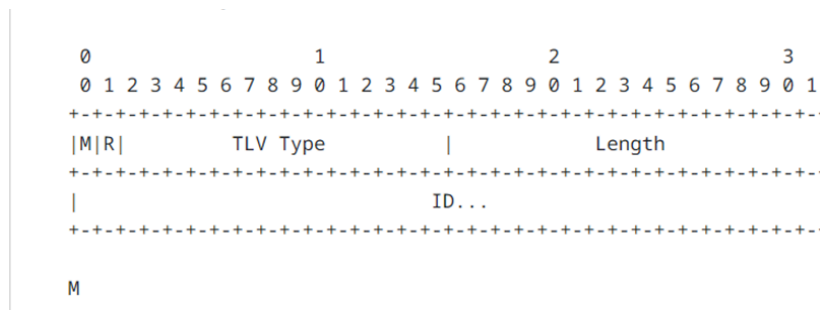 0                   1                   2                   3
 0 1 2 3 4 5 6 7 8 9 0 1 2 3 4 5 6 7 8 9 0 1 2 3 4 5 6 7 8 9 0 1
+-+-+-+-+-+-+-+-+-+-+-+-+-+-+-+-+-+-+-+-+-+-+-+-+-+-+-+-+-+-+-+-
|M|R|         TLV Type          |            Length
+-+-+-+-+-+-+-+-+-+-+-+-+-+-+-+-+-+-+-+-+-+-+-+-+-+-+-+-+-+-+-+-
|                              ID...
+-+-+-+-+-+-+-+-+-+-+-+-+-+-+-+-+-+-+-+-+-+-+-+-+-+-+-+-+-+-+-+-
M